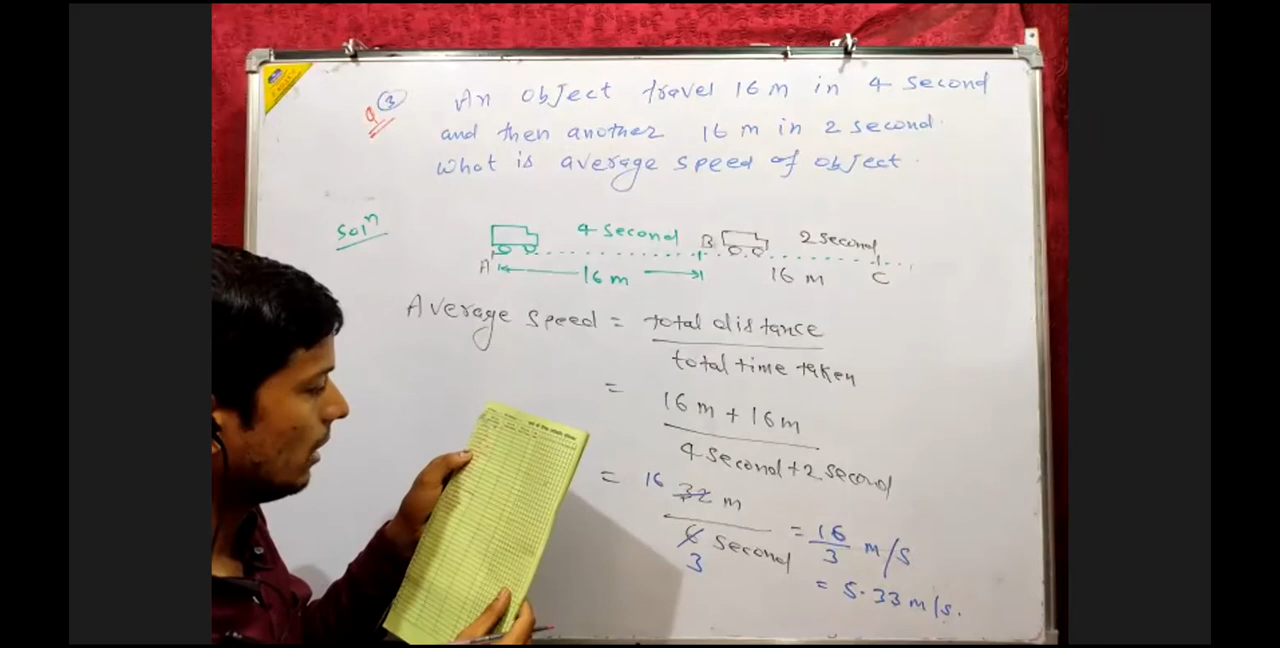 Q ③ An object travel 16 m in 4 second
and then another 16 m in 2 second.
What is average speed of object.
Solⁿ
4 second B 2 second
A 16 m 16 m C
Average speed = total distance
total time taken
= 16 m + 16 m
4 second + 2 second
= 16 32 m
6 second = 16/3 m/s
3
= 5.33 m/s.